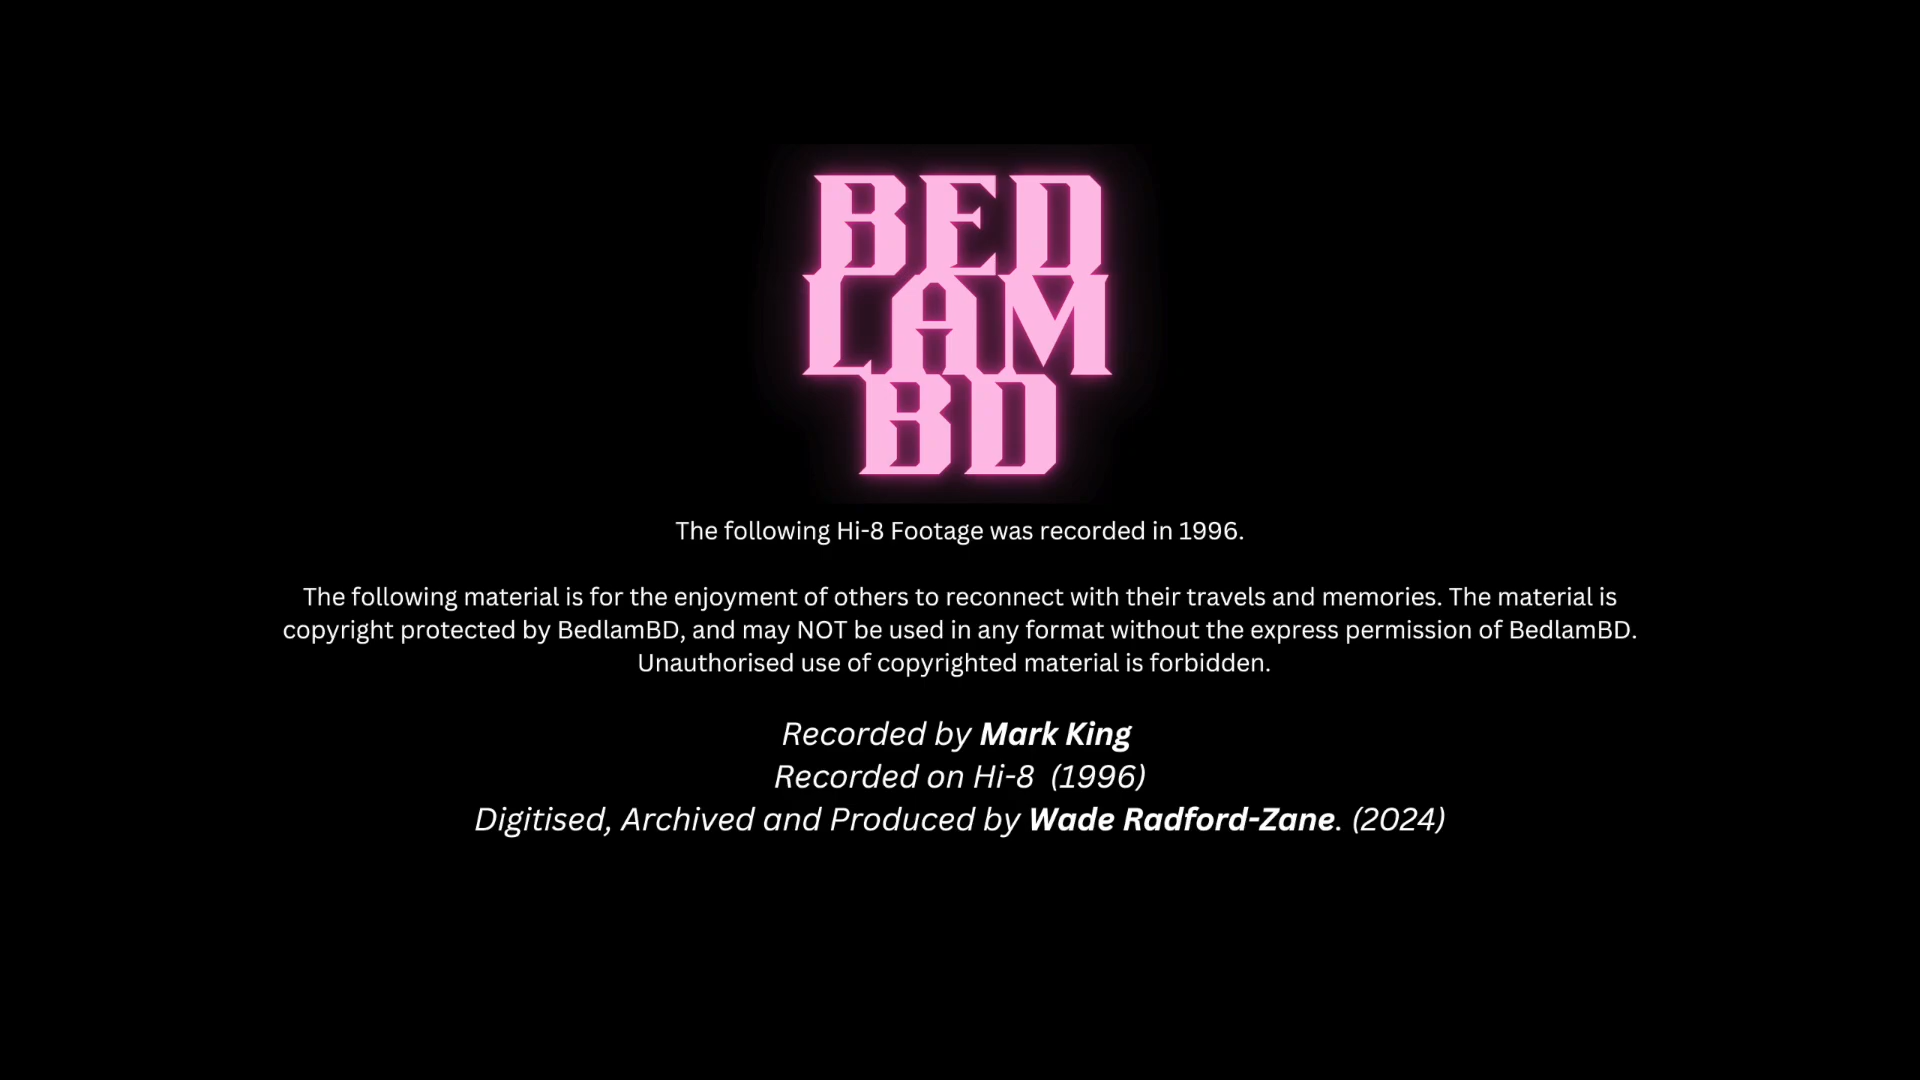 BED
LAM
BD
The following Hi-8 Footage was recorded in 1996.
The following material is for the enjoyment of others to reconnect with their travels and memories. The material is
copyright protected by BedlamBD, and may NOT be used in any format without the express permission of BedlamBD.
Unauthorised use of copyrighted material is forbidden.
Recorded by Mark King
Recorded on Hi-8 (1996)
Digitised, Archived and Produced by Wade Radford-Zane. (2024)